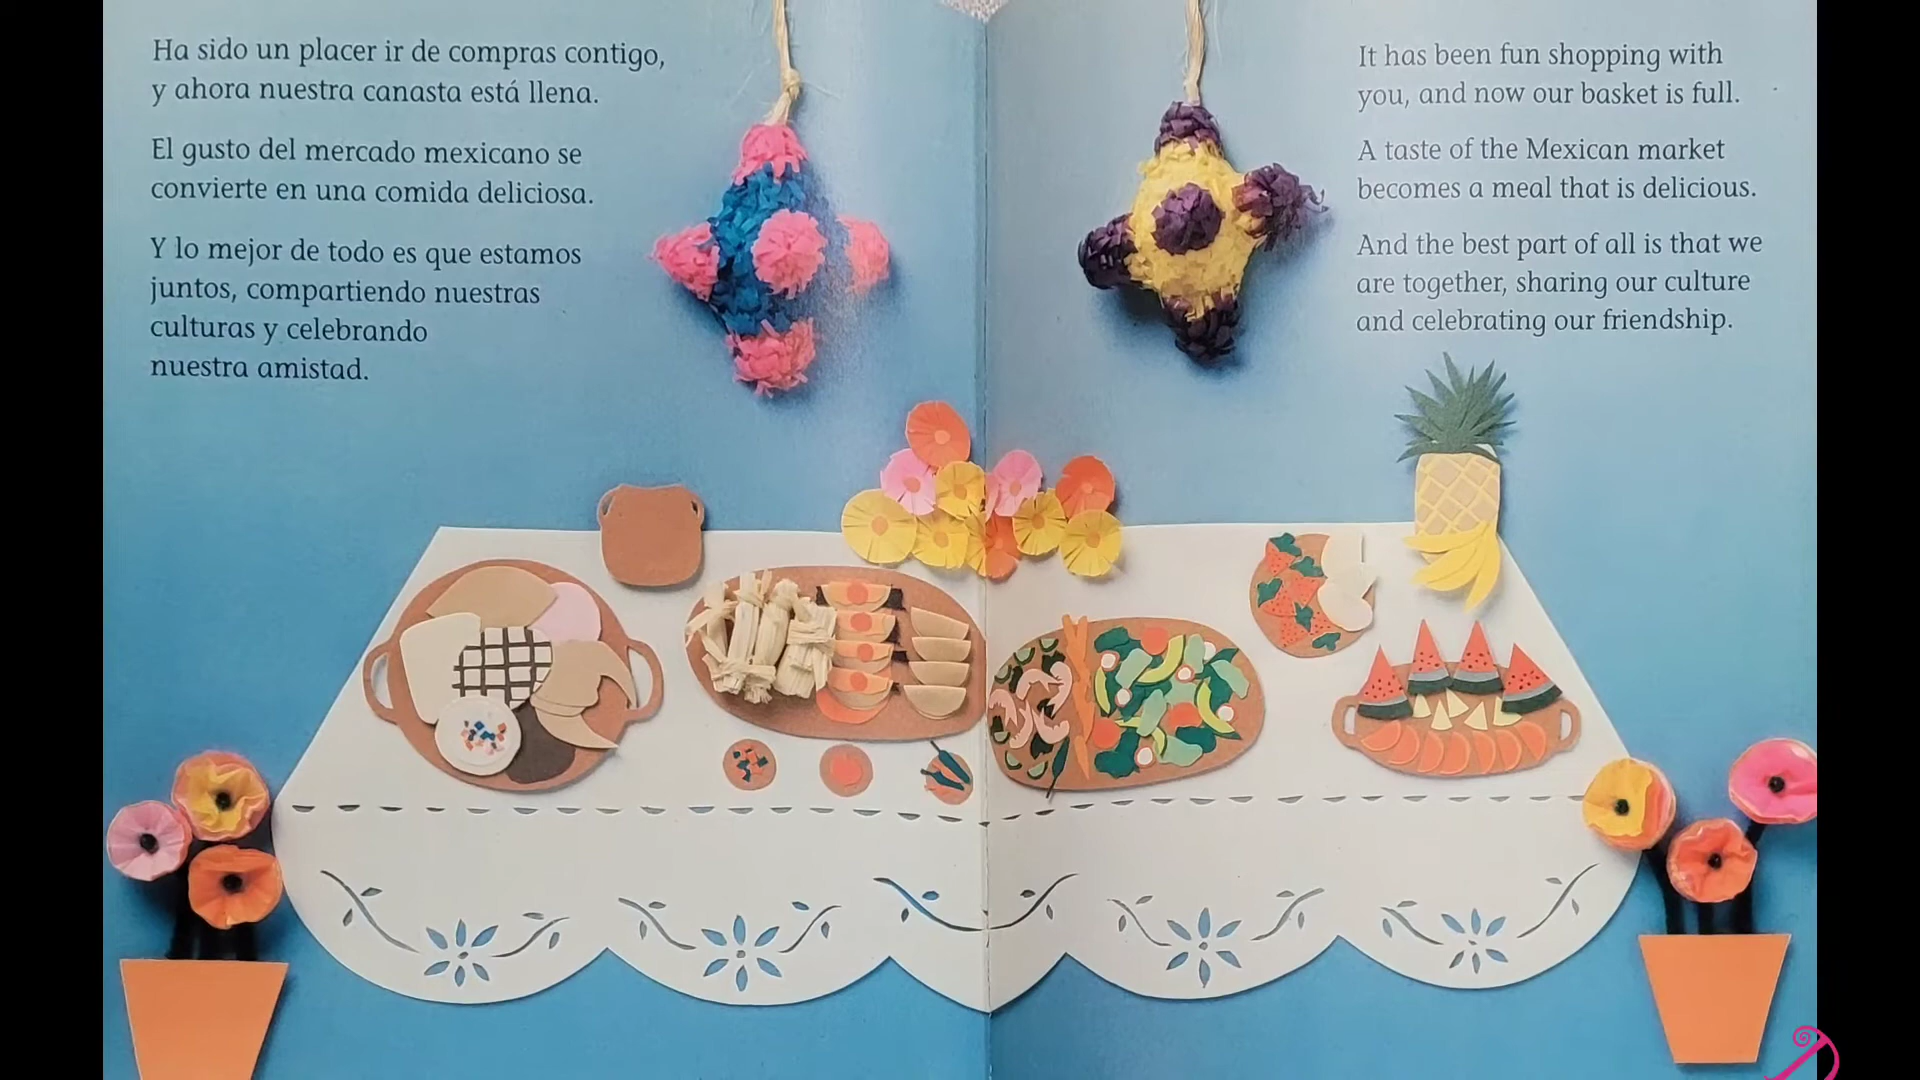 Ha sido un placer ir de compras contigo,
y ahora nuestra canasta está llena.
El gusto del mercado mexicano se
convierte en una comida deliciosa.
Y lo mejor de todo es que estamos
juntos, compartiendo nuestras
culturas y celebrando
nuestra amistad.
It has been fun shopping with
you, and now our basket is full.
A taste of the Mexican market
becomes a meal that is delicious.
And the best part of all is that we
are together, sharing our culture
and celebrating our friendship.